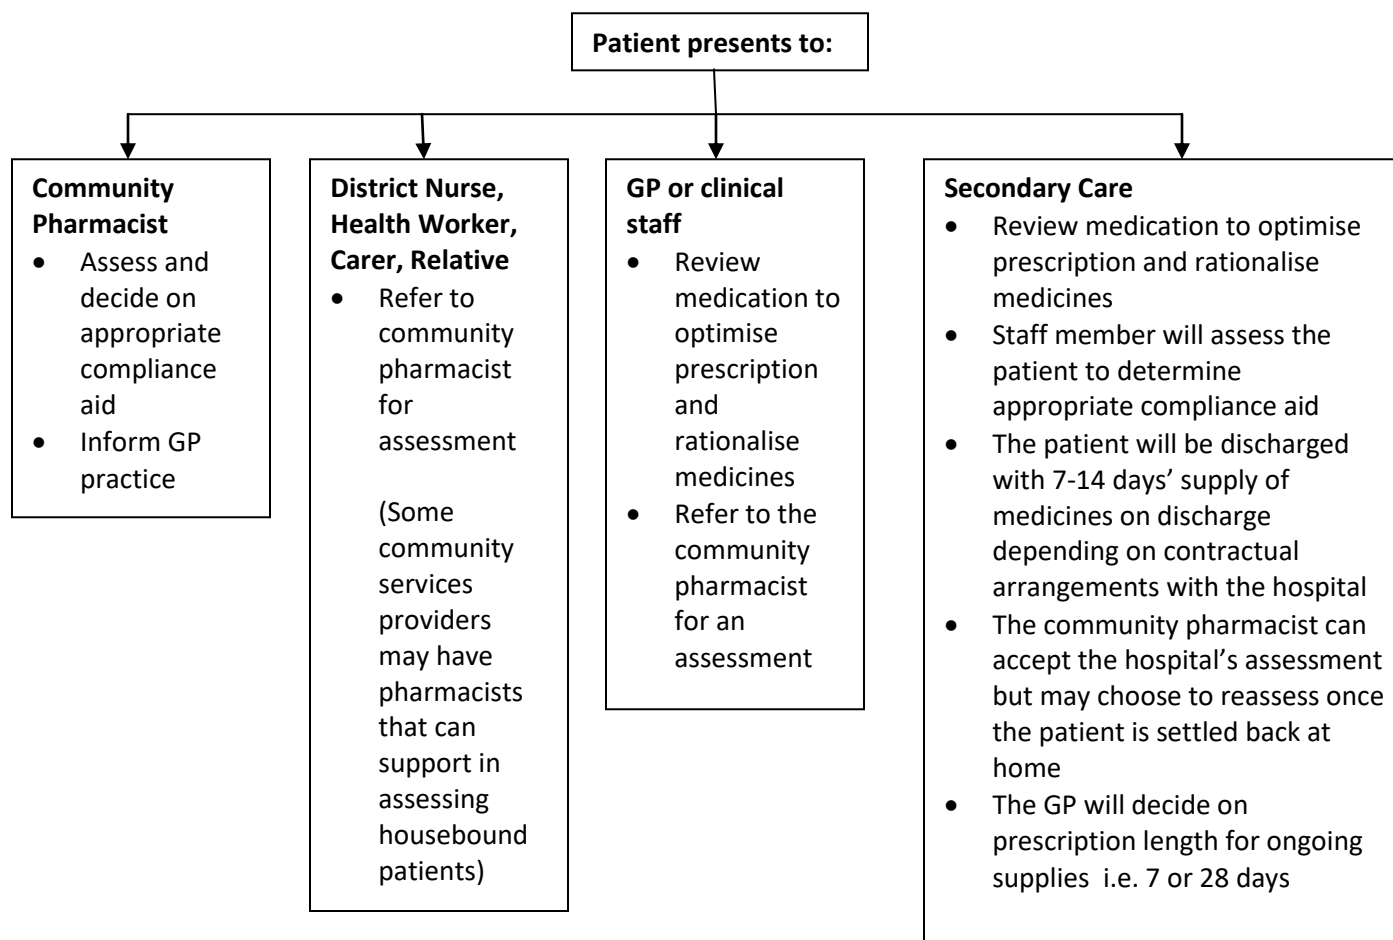 Patient presents to:
Community
Pharmacist
• Assess and
decide on
appropriate
compliance
aid
• Inform GP
practice
District Nurse,
Health Worker,
Carer, Relative
• Refer to
community
pharmacist
for
assessment
(Some
community
services
providers
may have
pharmacists
that can
support in
assessing
housebound
patients)
GP or clinical
staff
• Review
medication to
optimise
prescription
and
rationalise
medicines
• Refer to the
community
pharmacist
for an
assessment
Secondary Care
• Review medication to optimise
prescription and rationalise
medicines
• Staff member will assess the
patient to determine
appropriate compliance aid
• The patient will be discharged
with 7-14 days’ supply of
medicines on discharge
depending on contractual
arrangements with the hospital
• The community pharmacist can
accept the hospital’s assessment
but may choose to reassess once
the patient is settled back at
home
• The GP will decide on
prescription length for ongoing
supplies  i.e. 7 or 28 days